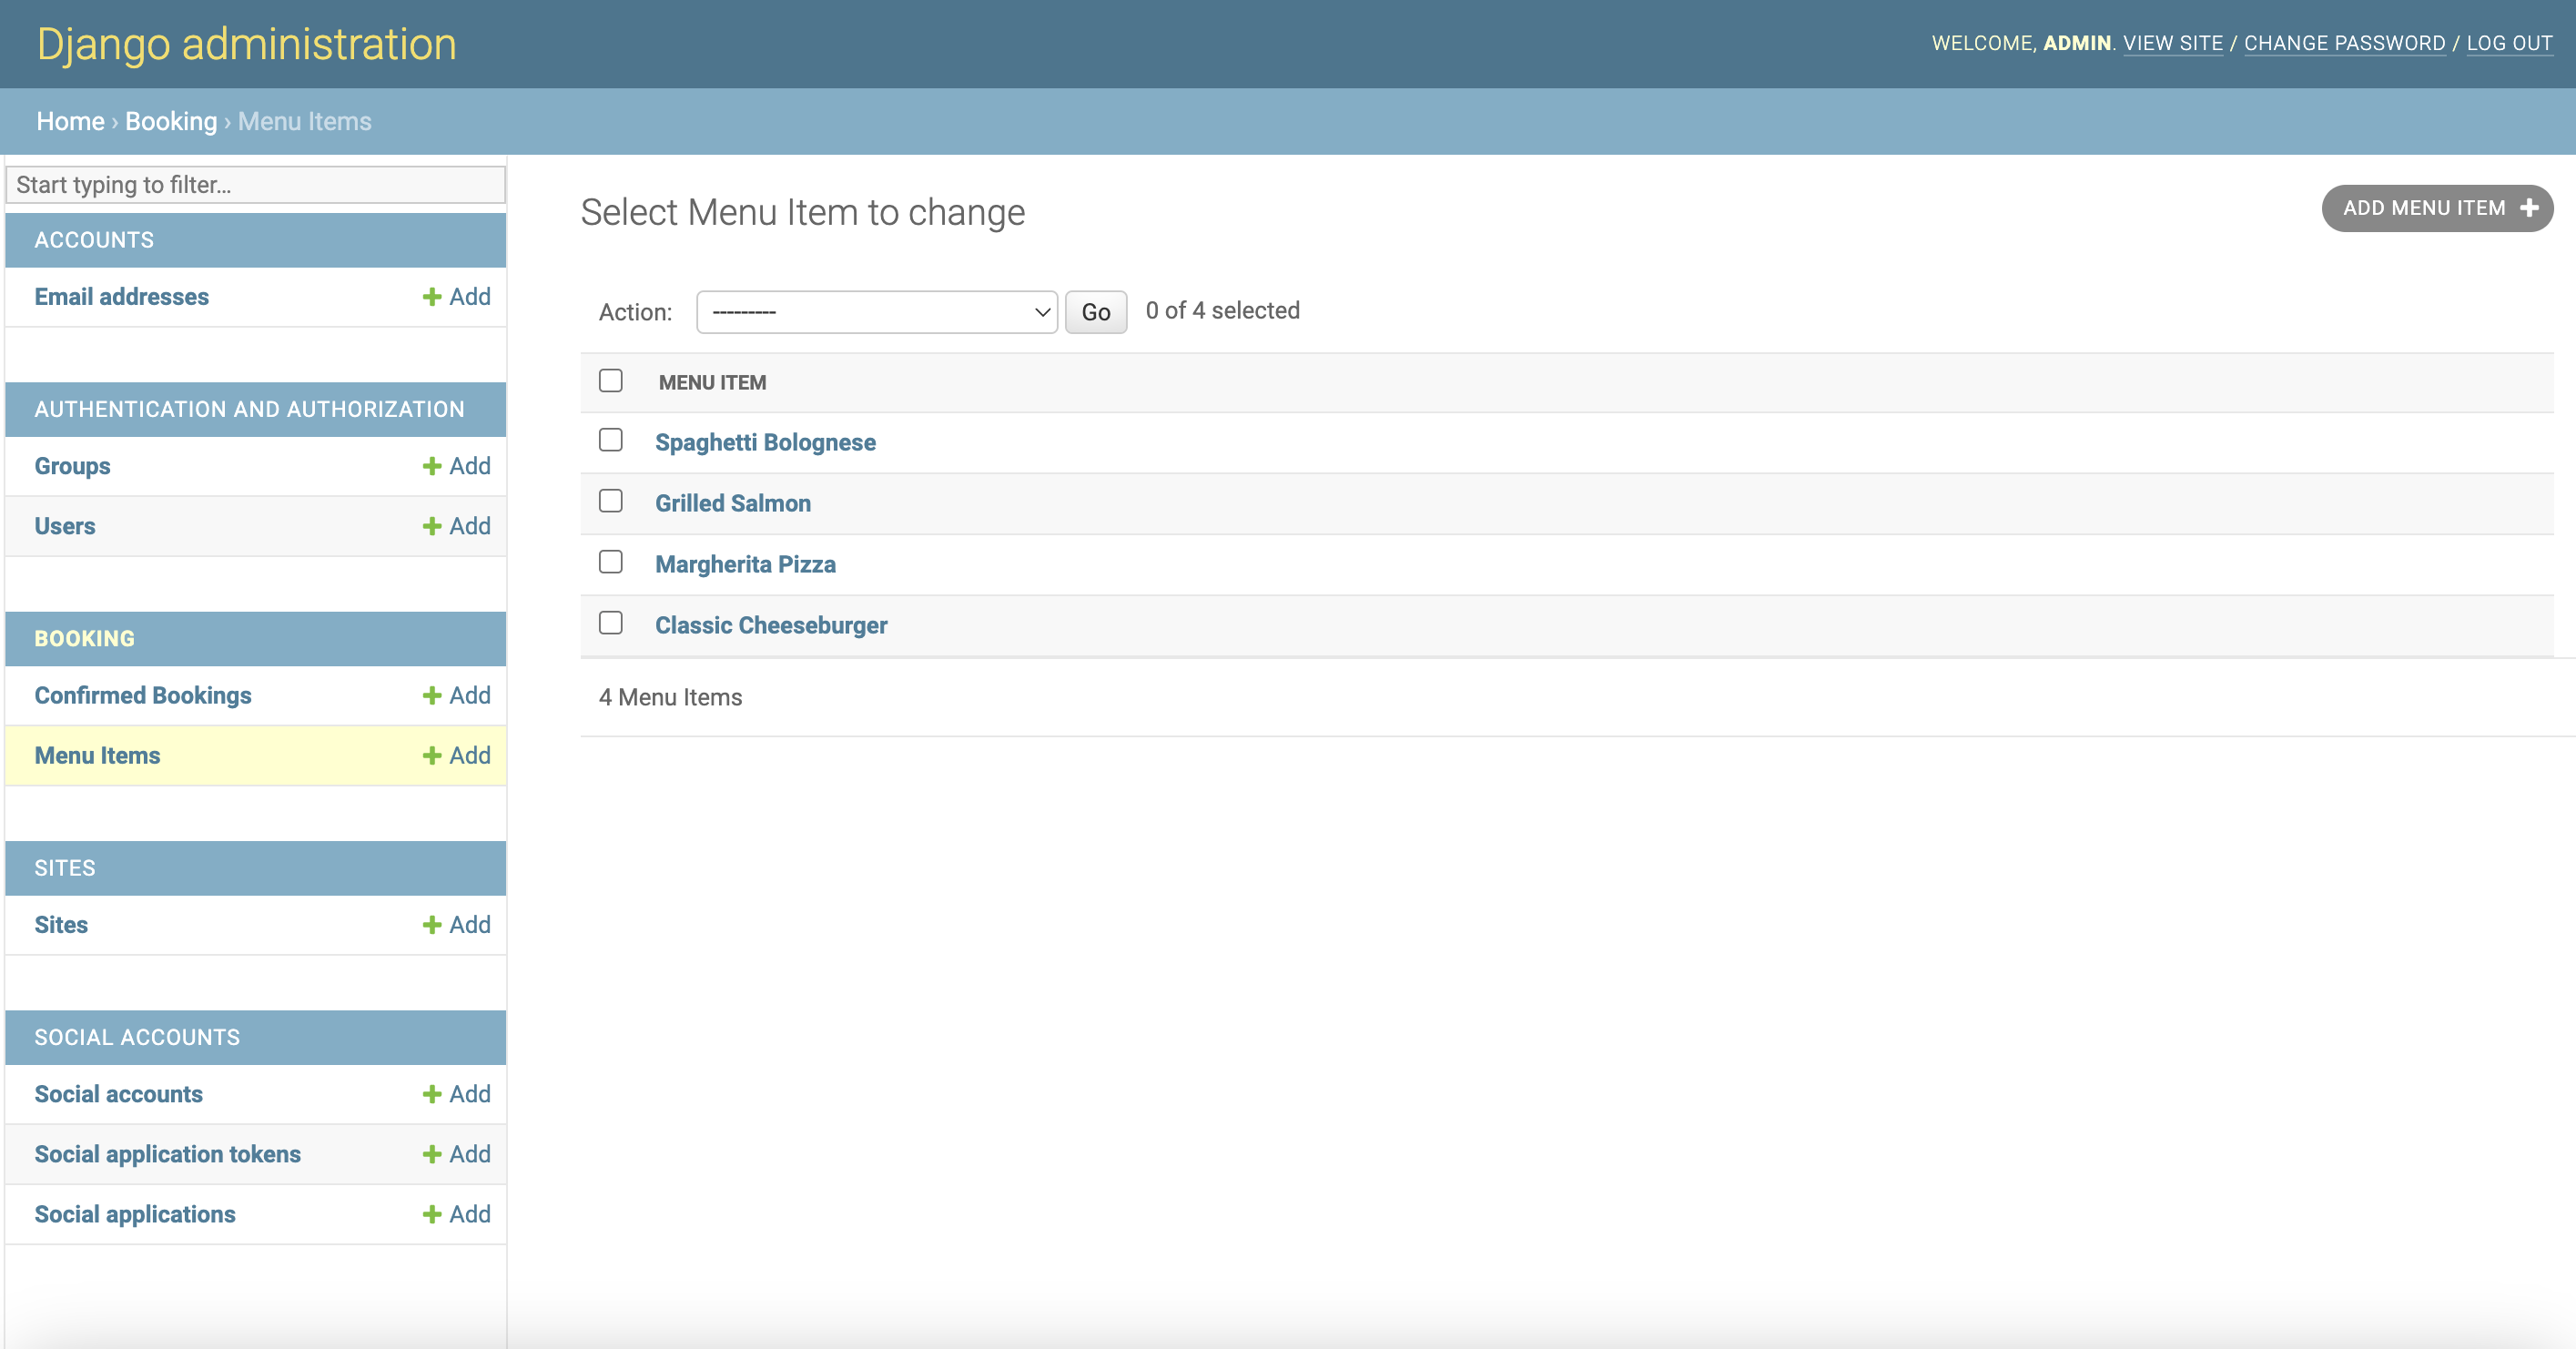 Django administration
WELCOME, ADMIN. VIEW SITE / CHANGE PASSWORD / LOG OUT
Home › Booking › Menu Items
Start typing to filter...
ACCOUNTS
Email addresses
Add
AUTHENTICATION AND AUTHORIZATION
Groups
Add
Users
Add
BOOKING
Confirmed Bookings
Add
Menu Items
Add
SITES
Sites
Add
SOCIAL ACCOUNTS
Social accounts
Add
Social application tokens
Add
Social applications
Add
Select Menu Item to change
ADD MENU ITEM
Action: --------- Go 0 of 4 selected
MENU ITEM
Spaghetti Bolognese
Grilled Salmon
Margherita Pizza
Classic Cheeseburger
4 Menu Items